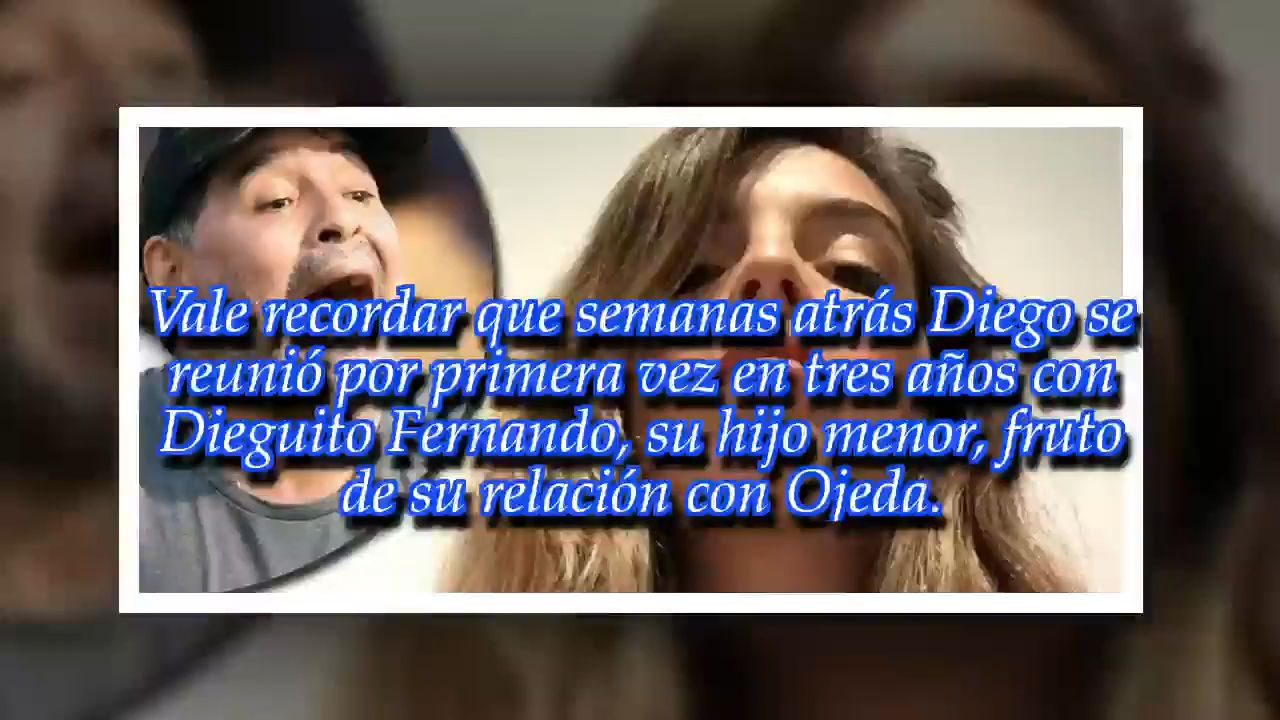 Vale recordar que semanas atrás Diego se
reunió por primera vez en tres años con
Dieguito Fernando, su hijo menor, fruto
de su relación con Ojeda.